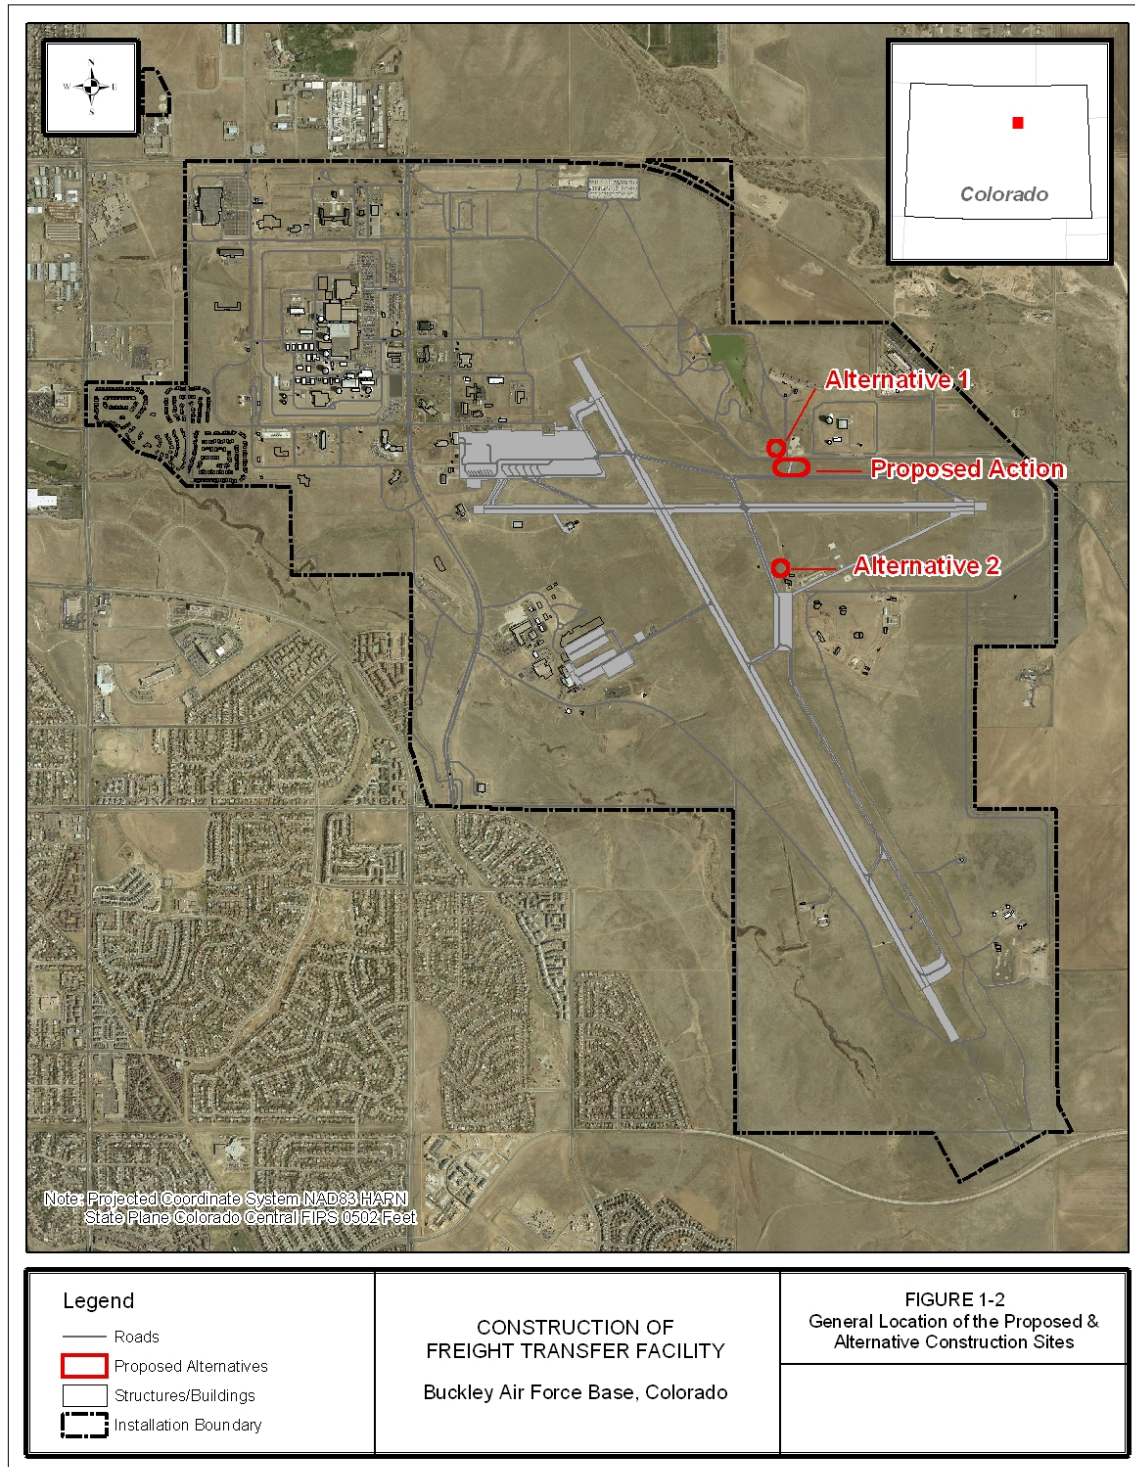 N
W E
S
Colorado
Alternative 1
Proposed Action
Alternative 2
Note: Projected Coordinate System NAD83 HARN
State Plane Colorado Central FIPS 0502 Feet
Legend
Roads
Proposed Alternatives
Structures/Buildings
Installation Boundary
CONSTRUCTION OF
FREIGHT TRANSFER FACILITY
Buckley Air Force Base, Colorado
FIGURE 1-2
General Location of the Proposed &
Alternative Construction Sites